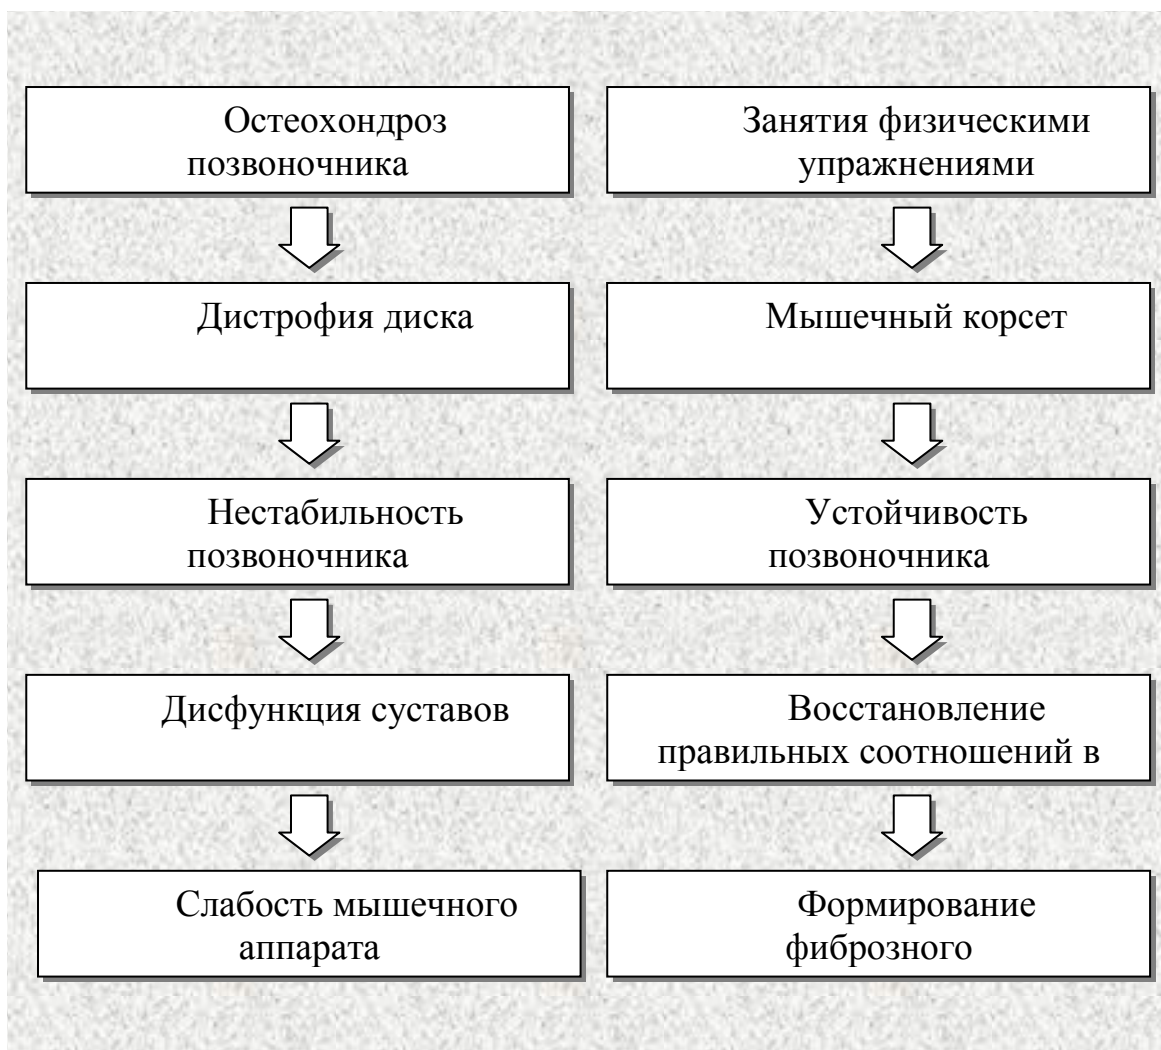 Остеохондроз
позвоночника
Дистрофия диска
Нестабильность
позвоночника
Дисфункция суставов
Слабость мышечного
аппарата
Занятия физическими
упражнениями
Мышечный корсет
Устойчивость
позвоночника
Восстановление
правильных соотношений в
Формирование
фиброзного